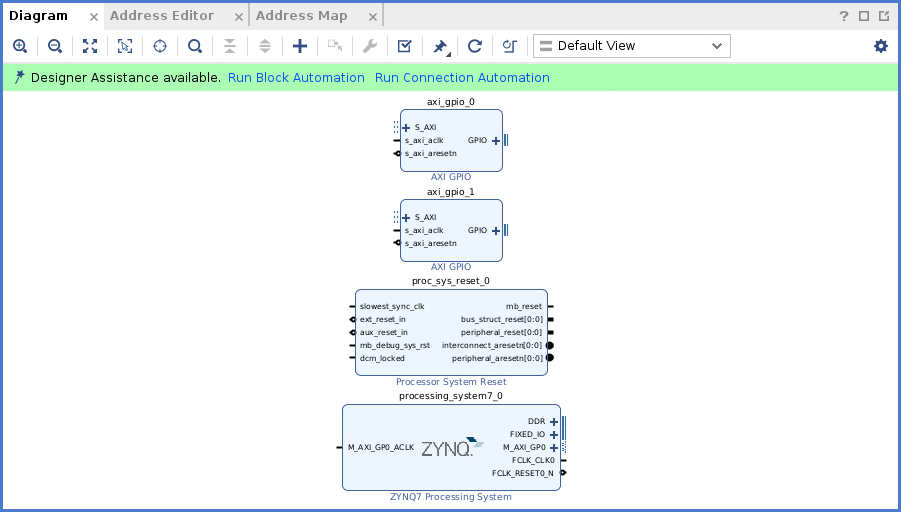 Diagram × Address Editor × Address Map × ?
Default View
Designer Assistance available. Run Block Automation Run Connection Automation
axi_gpio_0
S_AXI
s_axi_aclk GPIO
s_axi_aresetn
AXI GPIO
axi_gpio_1
S_AXI
s_axi_aclk GPIO
s_axi_aresetn
AXI GPIO
proc_sys_reset_0
slowest_sync_clk mb_reset
ext_reset_in bus_struct_reset[0:0]
aux_reset_in peripheral_reset[0:0]
mb_debug_sys_rst interconnect_aresetn[0:0]
dcm_locked peripheral_aresetn[0:0]
Processor System Reset
processing_system7_0
DDR
FIXED_IO
M_AXI_GP0_ACLK ZYNQ. M_AXI_GP0
FCLK_CLK0
FCLK_RESET0_N
ZYNQ7 Processing System